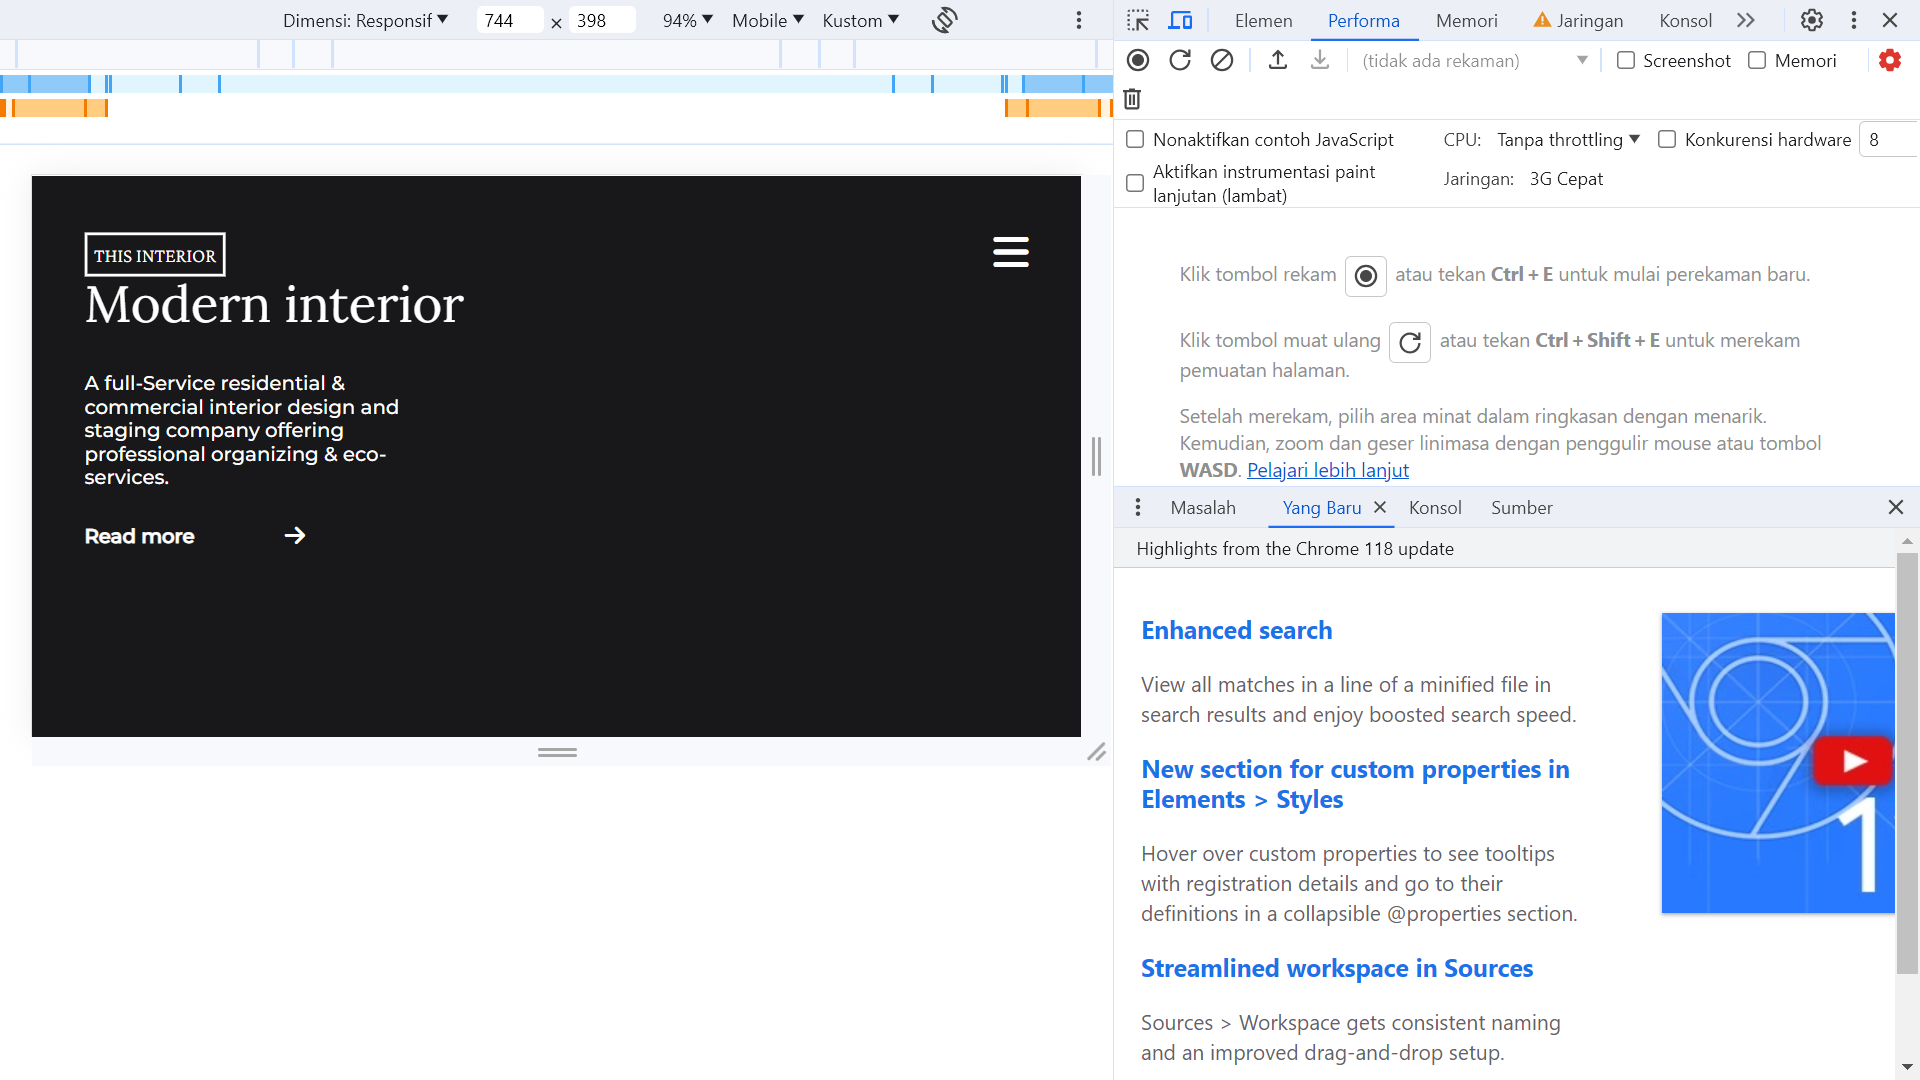 Dimensi: Responsif 744 × 398 94% Mobile Kustom
Elemen Performa Memori Jaringan Konsol
(tidak ada rekaman) Screenshot Memori
Nonaktifkan contoh JavaScript CPU: Tanpa throttling Konkurensi hardware 8
Aktifkan instrumentasi paint
lanjutan (lambat)
Jaringan: 3G Cepat
THIS INTERIOR
Modern interior
A full-Service residential &
commercial interior design and
staging company offering
professional organizing & eco-
services.
Read more
Klik tombol rekam atau tekan Ctrl + E untuk mulai perekaman baru.
Klik tombol muat ulang atau tekan Ctrl + Shift + E untuk merekam
pemuatan halaman.
Setelah merekam, pilih area minat dalam ringkasan dengan menarik.
Kemudian, zoom dan geser linimasa dengan penggulir mouse atau tombol
WASD. Pelajari lebih lanjut
Masalah Yang Baru Konsol Sumber
Highlights from the Chrome 118 update
Enhanced search
View all matches in a line of a minified file in
search results and enjoy boosted search speed.
New section for custom properties in
Elements > Styles
Hover over custom properties to see tooltips
with registration details and go to their
definitions in a collapsible @properties section.
Streamlined workspace in Sources
Sources > Workspace gets consistent naming
and an improved drag-and-drop setup.
1